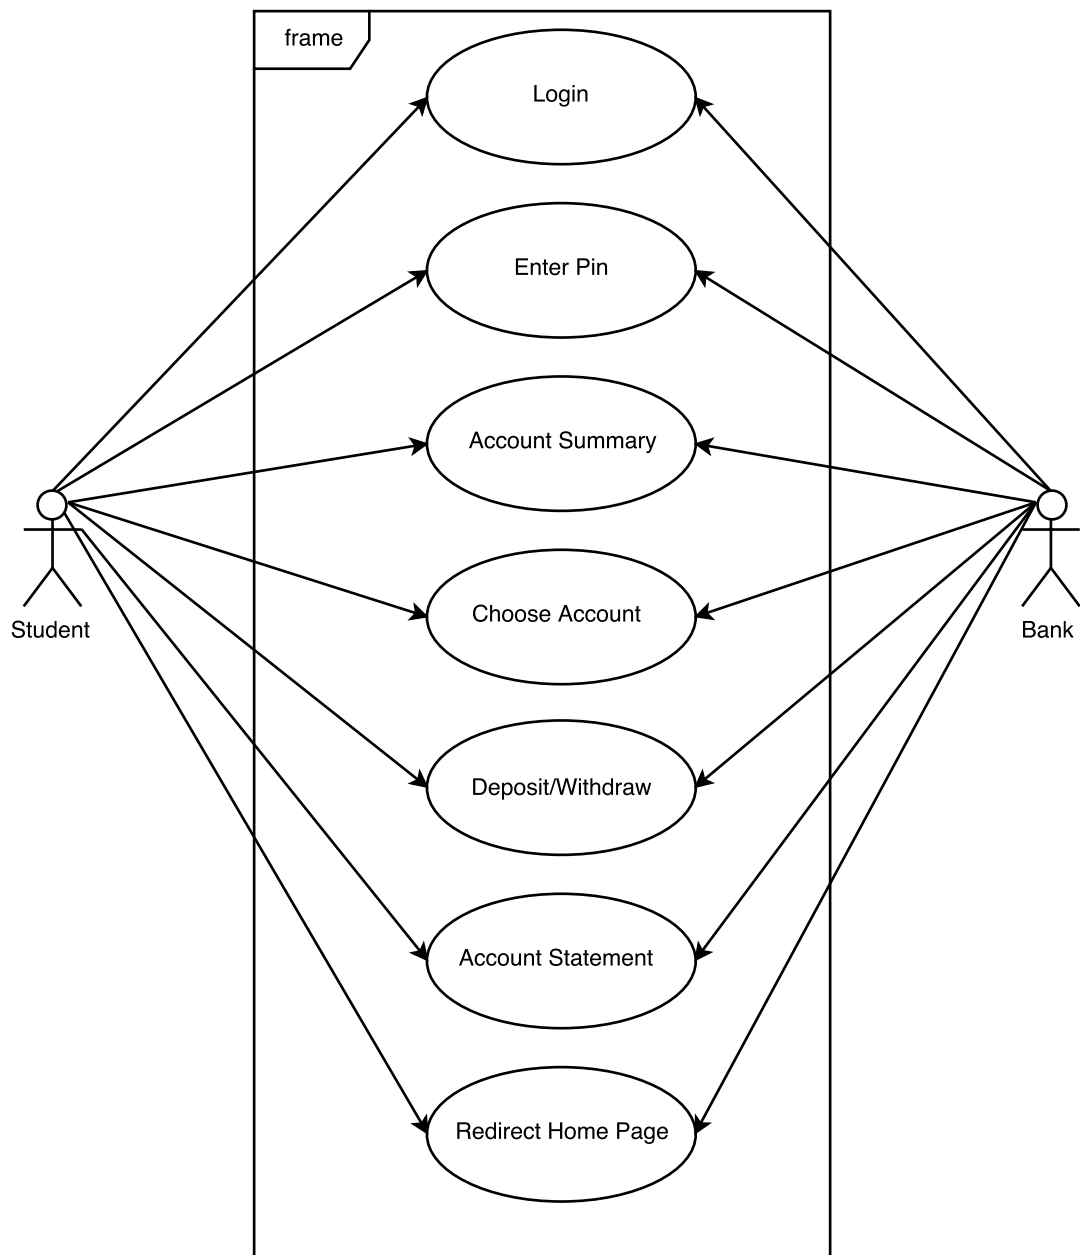 frame
Login
Enter Pin
Account Summary
Choose Account
Student
Bank
Deposit/Withdraw
Account Statement
Redirect Home Page